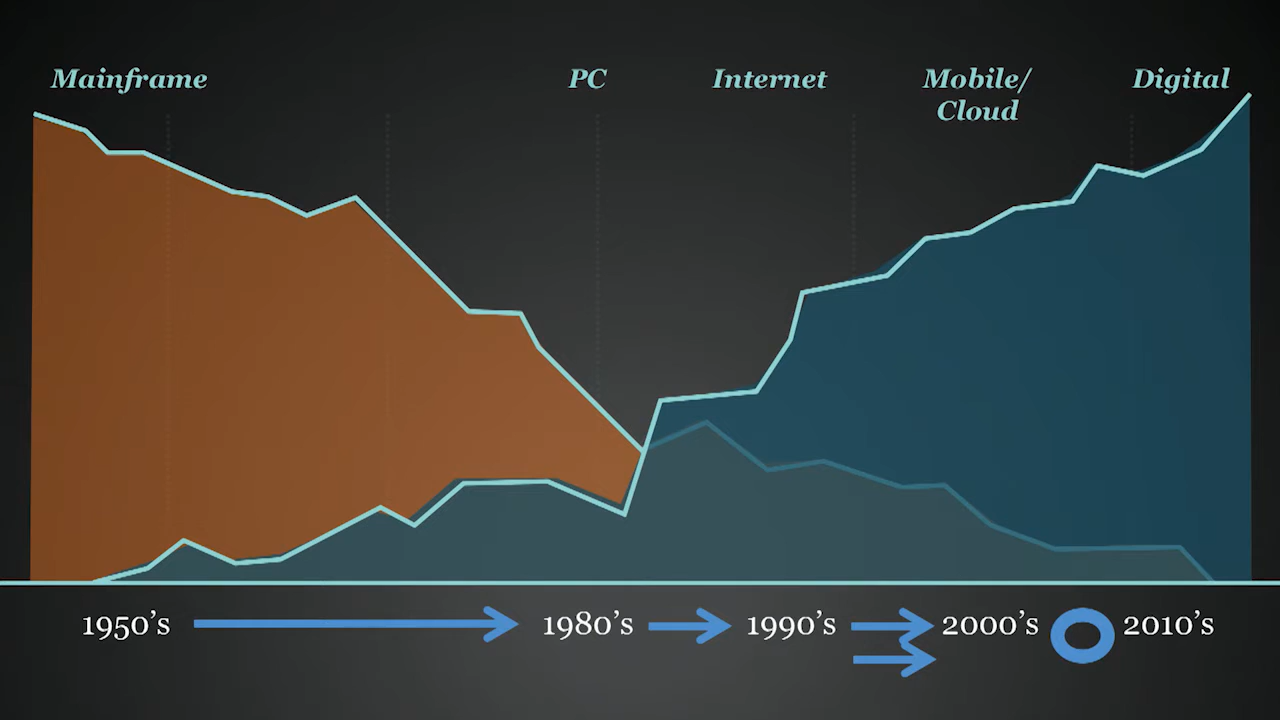 Mainframe
PC
Internet
Mobile/
Cloud
Digital
1950’s
1980’s
1990’s
2000’s
2010’s